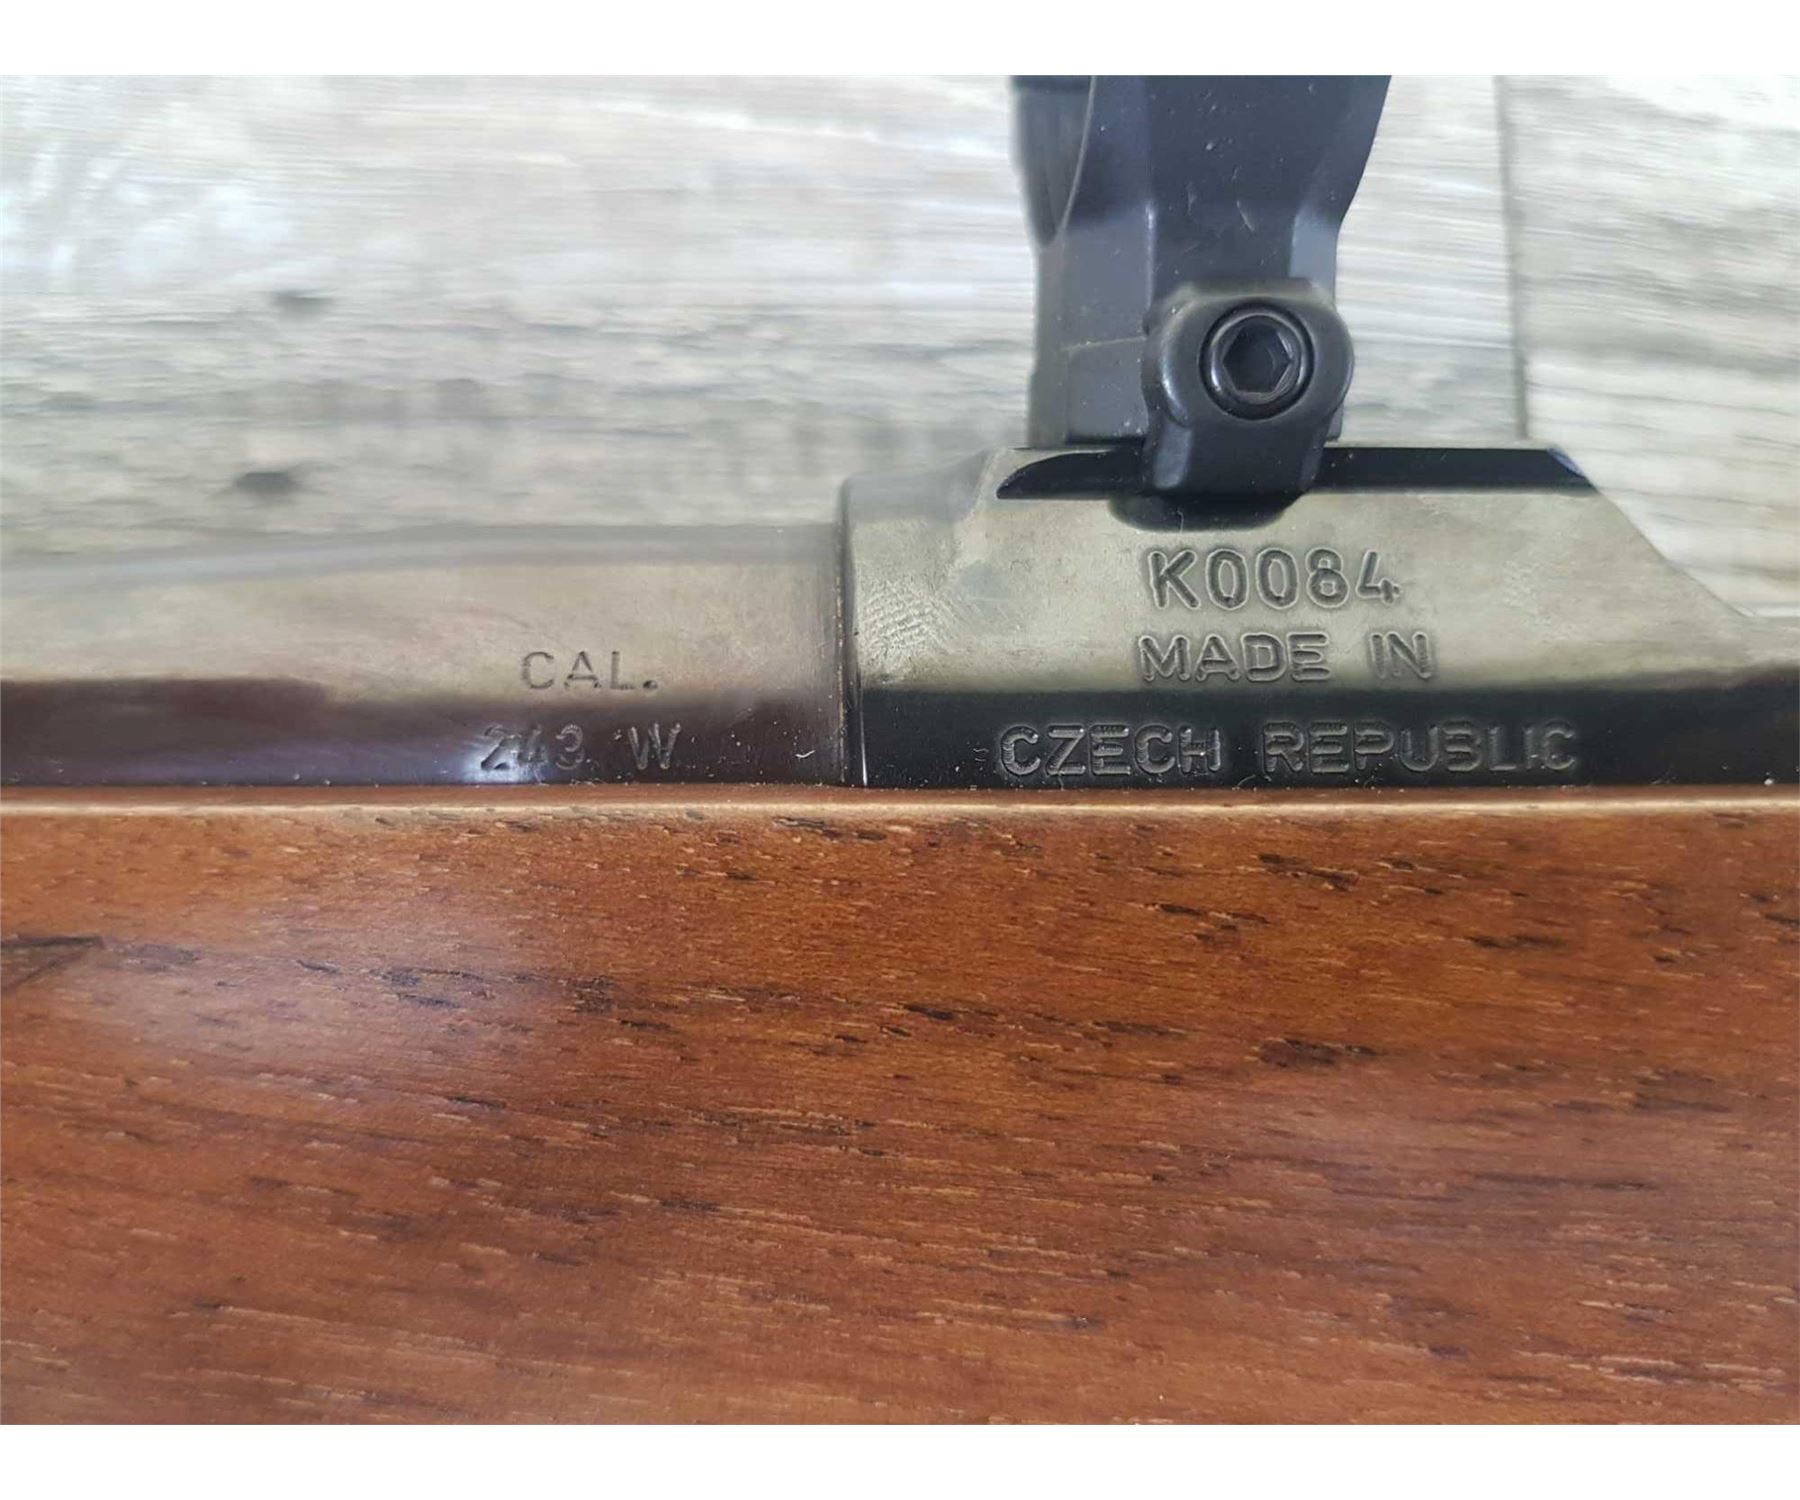 K0084
MADE IN
CZECH REPUBLIC
CAL.
243 W